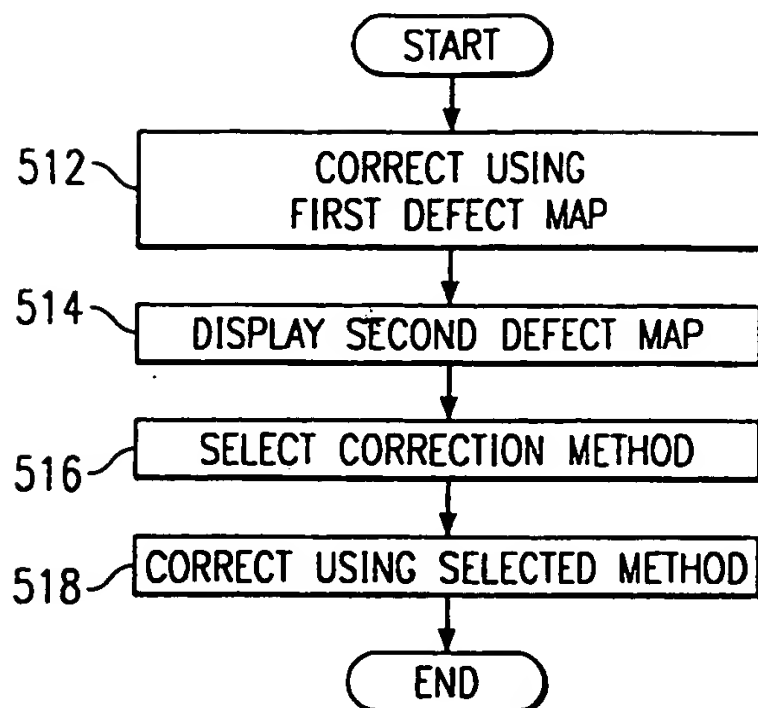 START
512
CORRECT USING
FIRST DEFECT MAP
514
DISPLAY SECOND DEFECT MAP
516
SELECT CORRECTION METHOD
518
CORRECT USING SELECTED METHOD
END